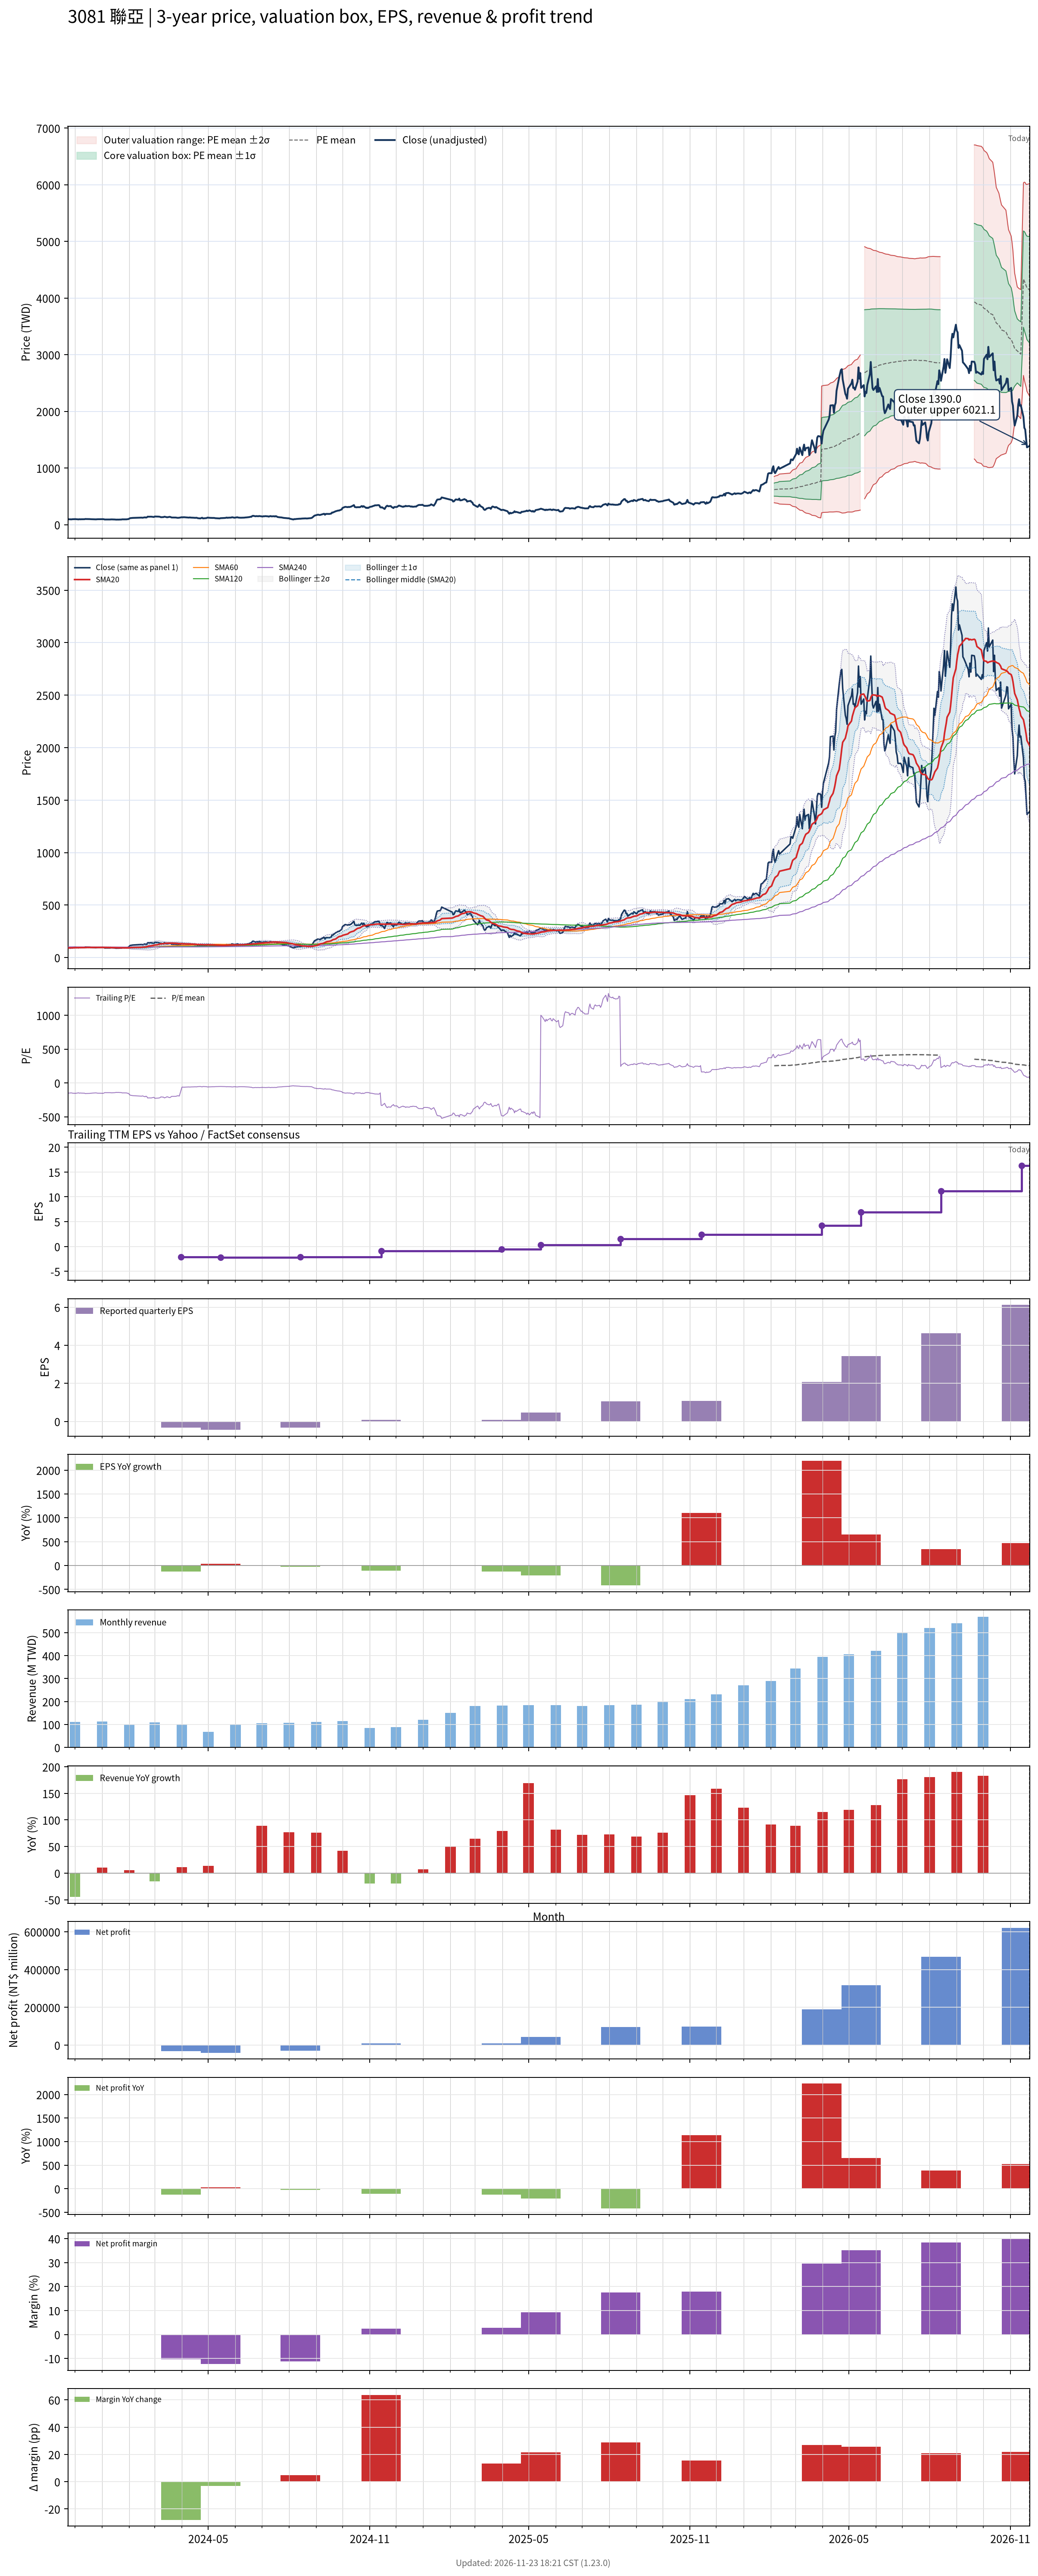 3081 聯亞 | 3-year price, valuation box, EPS, revenue & profit trend
Outer valuation range: PE mean ±2σ
Core valuation box: PE mean ±1σ
PE mean
Close (unadjusted)
Today
Price (TWD)
7000
6000
5000
4000
3000
2000
1000
0
Close 1390.0
Outer upper 6021.1
Close (same as panel 1)
SMA20
SMA60
SMA120
SMA240
Bollinger ±2σ
Bollinger ±1σ
Bollinger middle (SMA20)
Price
3500
3000
2500
2000
1500
1000
500
0
Trailing P/E
P/E mean
P/E
1000
500
0
-500
Trailing TTM EPS vs Yahoo / FactSet consensus
Today
EPS
20
15
10
5
0
-5
Reported quarterly EPS
EPS
6
4
2
0
EPS YoY growth
YoY (%)
2000
1500
1000
500
0
-500
Monthly revenue
Revenue (M TWD)
500
400
300
200
100
0
Revenue YoY growth
YoY (%)
200
150
100
50
0
-50
Month
Net profit
Net profit (NT$ million)
600000
400000
200000
0
Net profit YoY
YoY (%)
2000
1500
1000
500
0
-500
Net profit margin
Margin (%)
40
30
20
10
0
-10
Margin YoY change
Δ margin (pp)
60
40
20
0
-20
2024-05
2024-11
2025-05
2025-11
2026-05
2026-11
Updated: 2026-11-23 18:21 CST (1.23.0)